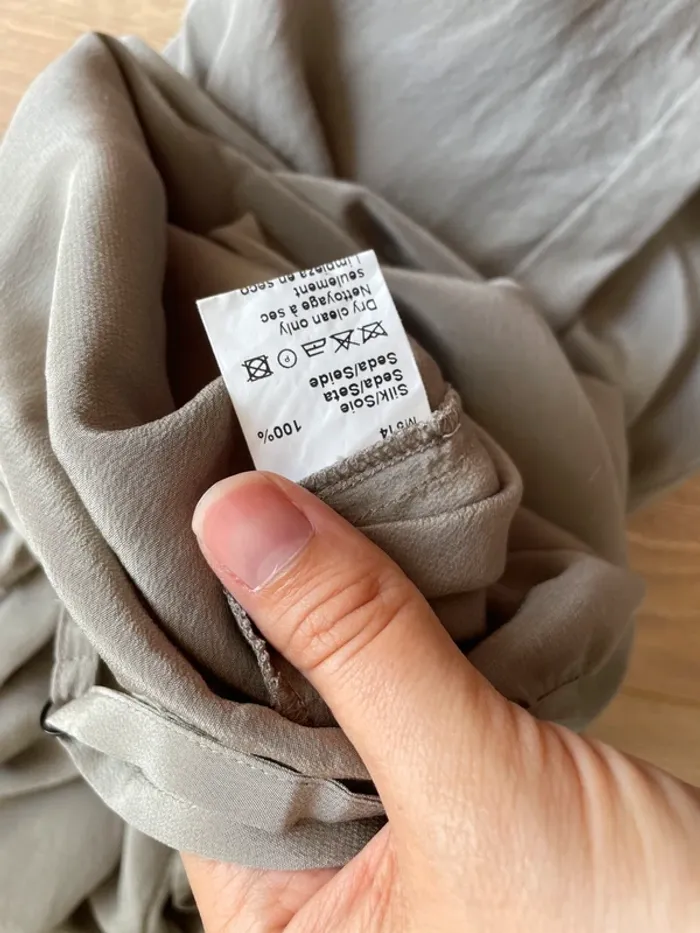 Silk/Soie 100%
Seda/Seta
Seda/Seide
P
Dry clean only
Nettoyage à sec
seulement
Limpieza en seco